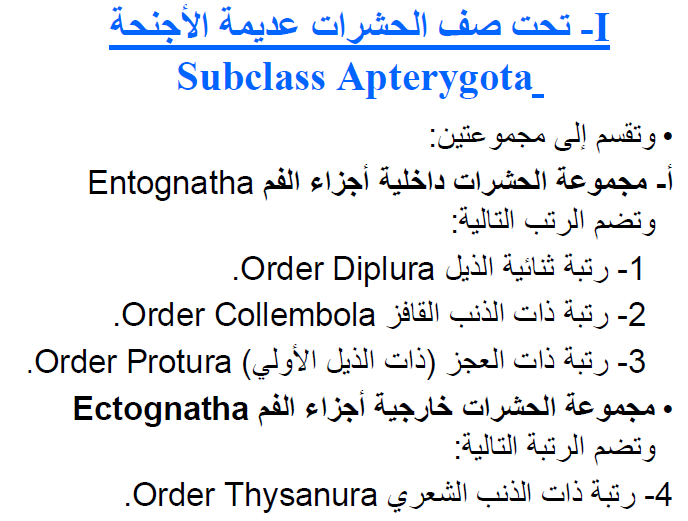 I- تحت صف الحشرات عديمة الأجنحة
Subclass Apterygota
• وتقسم إلى مجموعتين:
أ- مجموعة الحشرات داخلية أجزاء الفم Entognatha
وتضم الرتب التالية:
1- رتبة ثنائية الذيل Order Diplura.
2- رتبة ذات الذنب القافز Order Collembola.
3- رتبة ذات العجز (ذات الذيل الأولي) Order Protura.
• مجموعة الحشرات خارجية أجزاء الفم Ectognatha
وتضم الرتبة التالية:
4- رتبة ذات الذنب الشعري Order Thysanura.